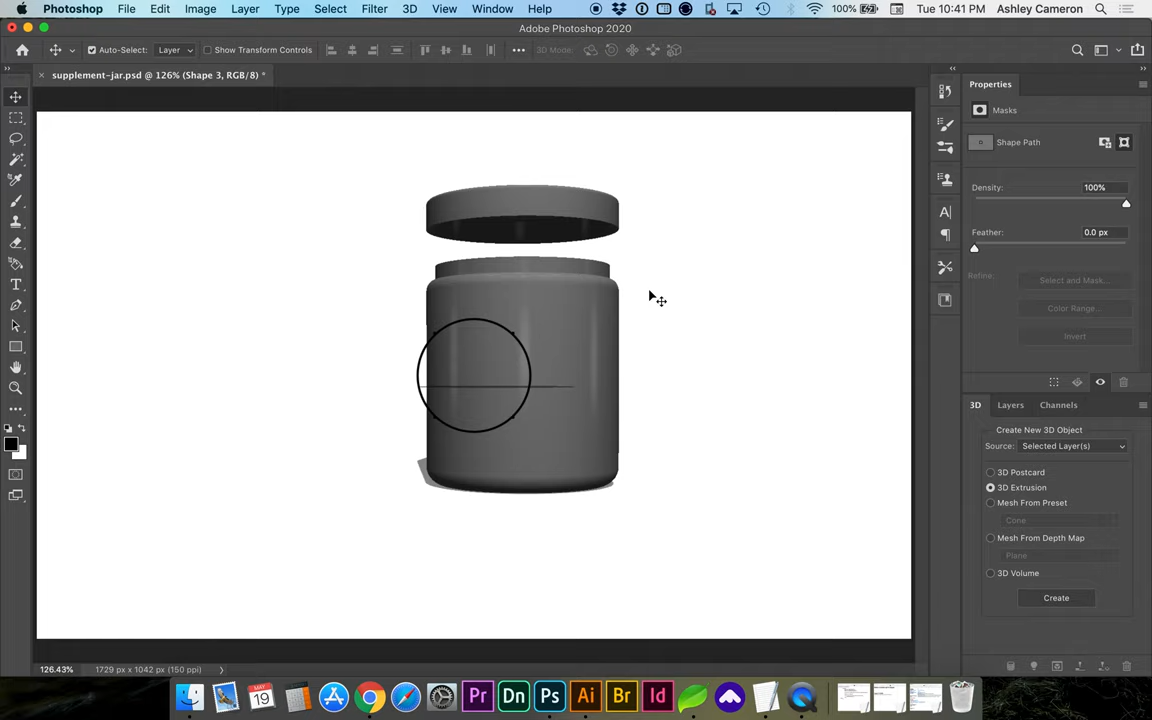 Photoshop File Edit Image Layer Type Select Filter 3D View Window Help 100% Tue 10:41 PM Ashley Cameron
Adobe Photoshop 2020
Auto-Select: Layer Show Transform Controls 3D Mode:
supplement-jar.psd @ 126% (Shape 3, RGB/8) *
Properties
Masks
Shape Path
Density: 100%
Feather: 0.0 px
Refine: Select and Mask...
Color Range...
Invert
3D Layers Channels
Create New 3D Object
Source: Selected Layer(s)
3D Postcard
3D Extrusion
Mesh From Preset
Cone
Mesh From Depth Map
Plane
3D Volume
Create
126.43% 1729 px x 1042 px (150 ppi)
MAY
19
Pr Dn Ps Ai Br Id